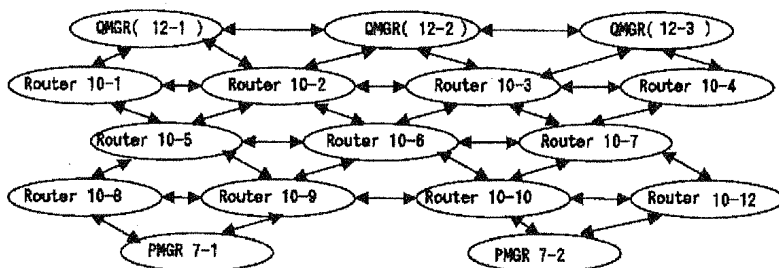 QMGR( 12-1 ) QMGR( 12-2 ) QMGR( 12-3 )
Router 10-1 Router 10-2 Router 10-3 Router 10-4
Router 10-5 Router 10-6 Router 10-7
Router 10-8 Router 10-9 Router 10-10 Router 10-12
PMGR 7-1 PMGR 7-2